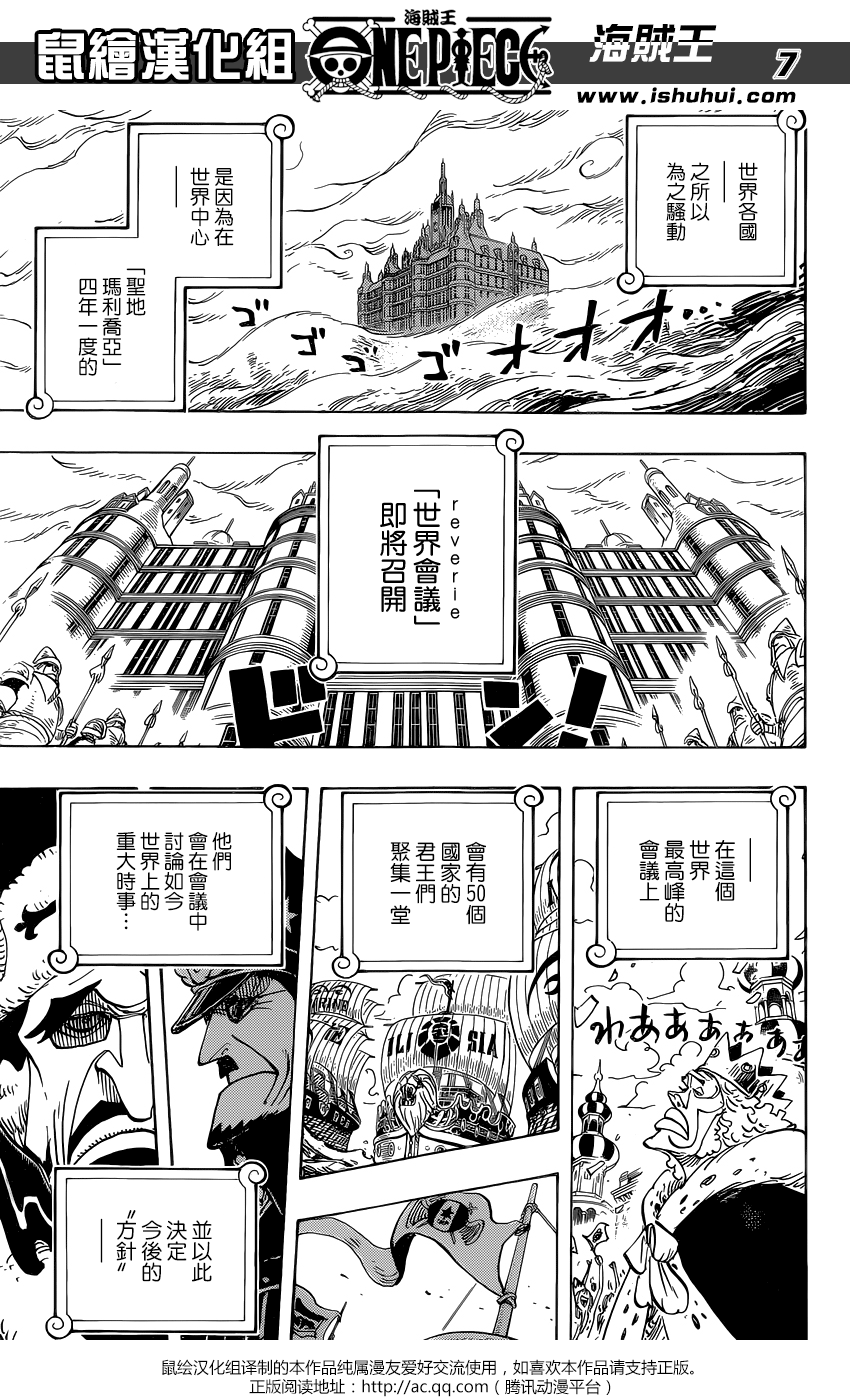 鼠繪漢化組
海賊王
ONE PIECE
海賊王
7
www.ishuhui.com
——
世界各國
之所以
為之騷動
是因為在
世界中心
——
「聖地
瑪利喬亞」
四年一度的
ゴゴゴゴオオオオ…
reverie
「世界會議」
即將召開
ドン!
在這個
世界
最高峰的
會議上
會有50個
國家的
君王們
聚集一堂
他們
會在會議中
討論如今
世界上的
重大時事…
わああぁぁぁ
MARINA
ILI
SIA
並以此
決定
今後的
〝方針〞
——
鼠绘汉化组译制的本作品纯属漫友爱好交流使用，如喜欢本作品请支持正版。
正版阅读地址：http://ac.qq.com（腾讯动漫平台）